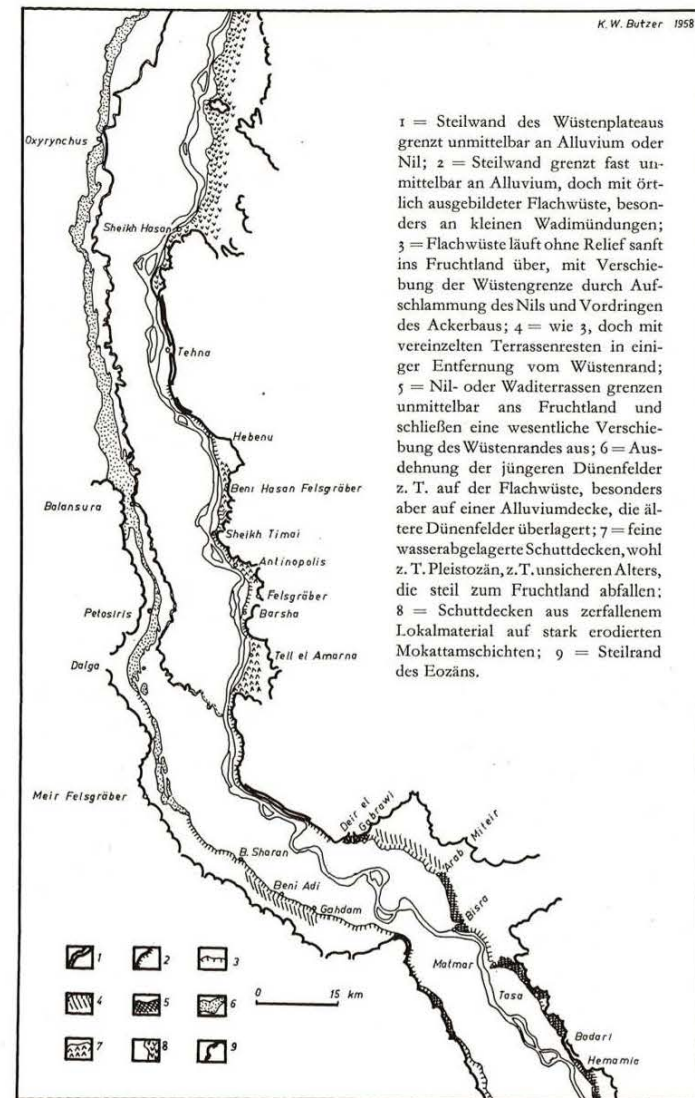 K. W. Butzer 1958
1 = Steilwand des Wüstenplateaus
grenzt unmittelbar an Alluvium oder
Nil; 2 = Steilwand grenzt fast un-
mittelbar an Alluvium, doch mit ört-
lich ausgebildeter Flachwüste, beson-
ders an kleinen Wadimündungen;
3 = Flachwüste läuft ohne Relief sanft
ins Fruchtland über, mit Verschie-
bung der Wüstengrenze durch Auf-
schlammung des Nils und Vordringen
des Ackerbaus; 4 = wie 3, doch mit
vereinzelten Terrassenresten in eini-
ger Entfernung vom Wüstenrand;
5 = Nil- oder Waditerrassen grenzen
unmittelbar ans Fruchtland und
schließen eine wesentliche Verschie-
bung des Wüstenrandes aus; 6 = Aus-
dehnung der jüngeren Dünenfelder
z. T. auf der Flachwüste, besonders
aber auf einer Alluviumdecke, die äl-
tere Dünenfelder überlagert; 7 = feine
wasserabgelagerte Schuttdecken, wohl
z. T. Pleistozän, z. T. unsicheren Alters,
die steil zum Fruchtland abfallen;
8 = Schuttdecken aus zerfallenem
Lokalmaterial auf stark erodierten
Mokattamschichten; 9 = Steilrand
des Eozäns.
Oxyrynchus
Sheikh Hasan
Tehna
Hebenu
Beni Hasan Felsgräber
Balansura
Sheikh Timai
Antinopolis
Felsgräber
Petosiris
Barsha
Tell el Amarna
Dalga
Meir Felsgräber
Deir el
Gabrawi
Arab Miteir
B. Sharan
Beni Adi
Gahdam
Bisra
Matmar
Tasa
Badari
Hemamia
1 2 3
4 5 6
7 8 9
0 15 km